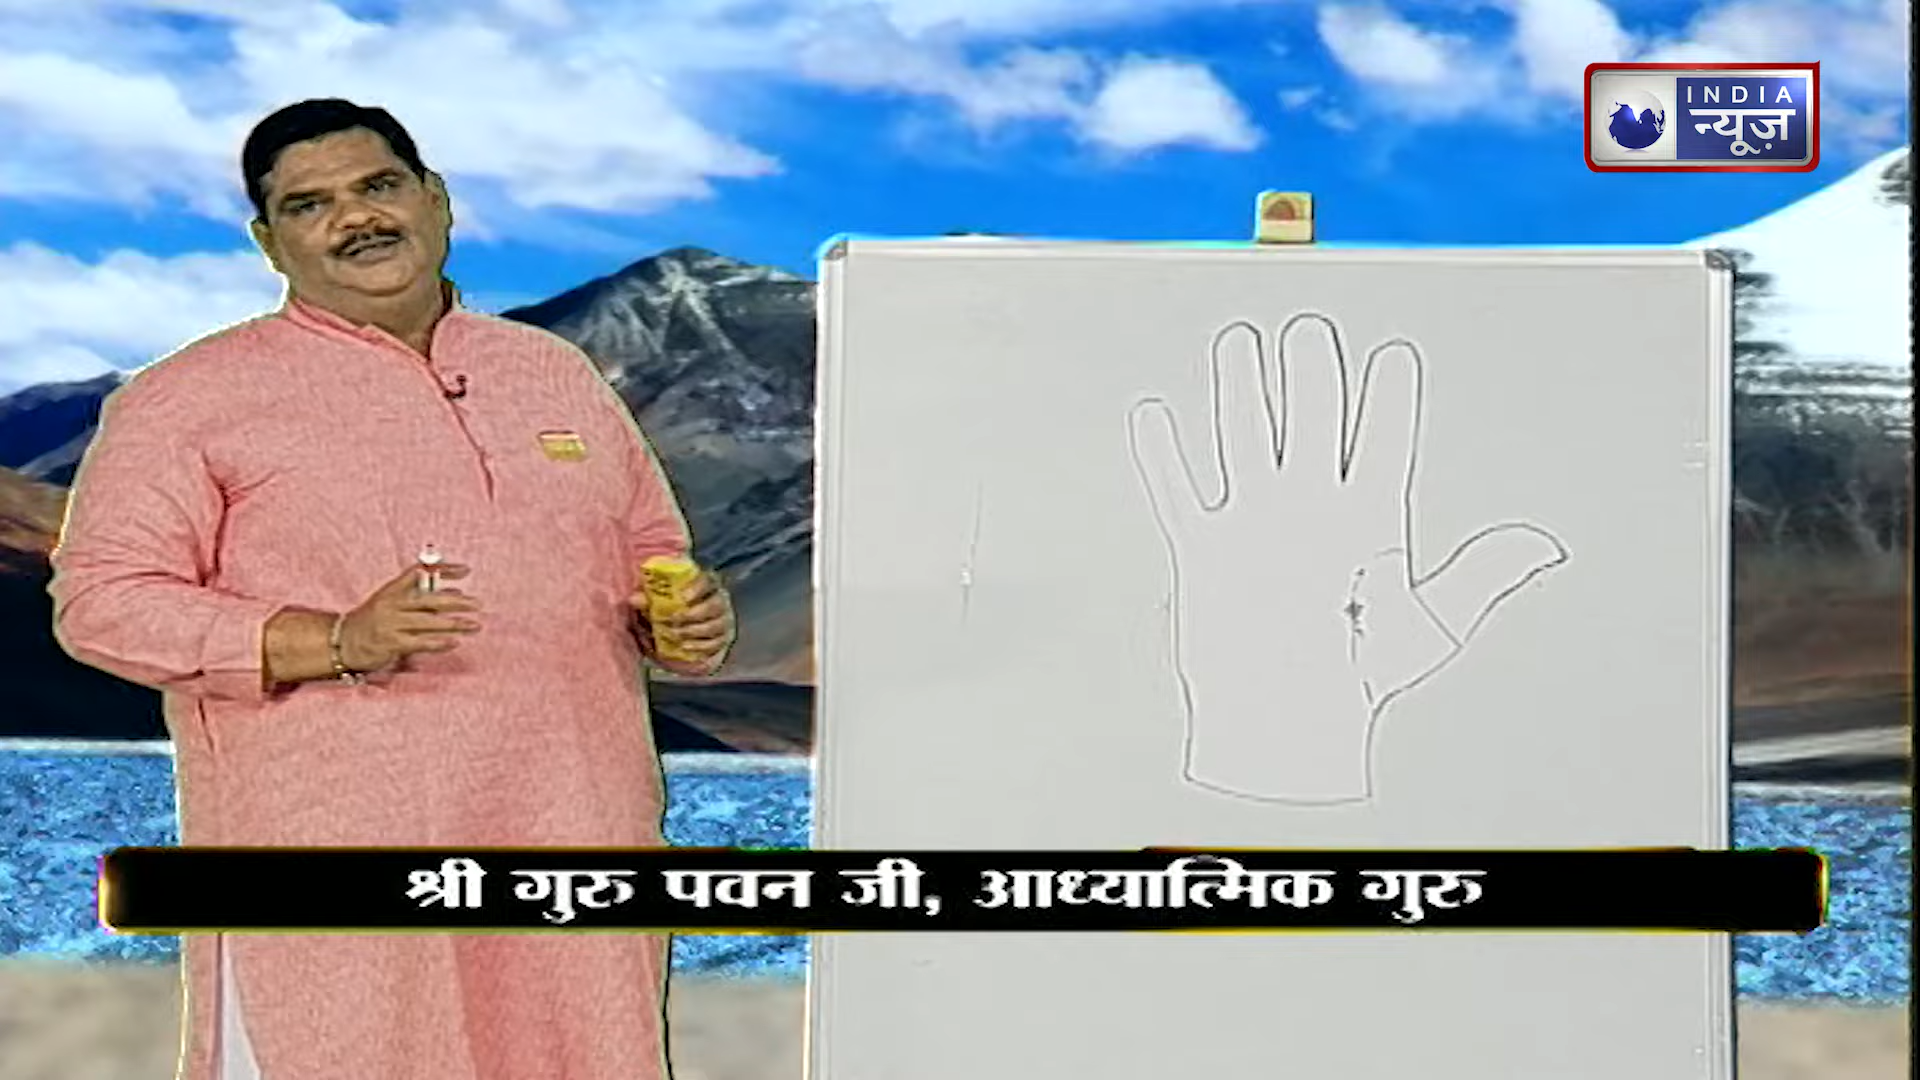 INDIA
न्यूज़
श्री गुरु पवन जी, आध्यात्मिक गुरु